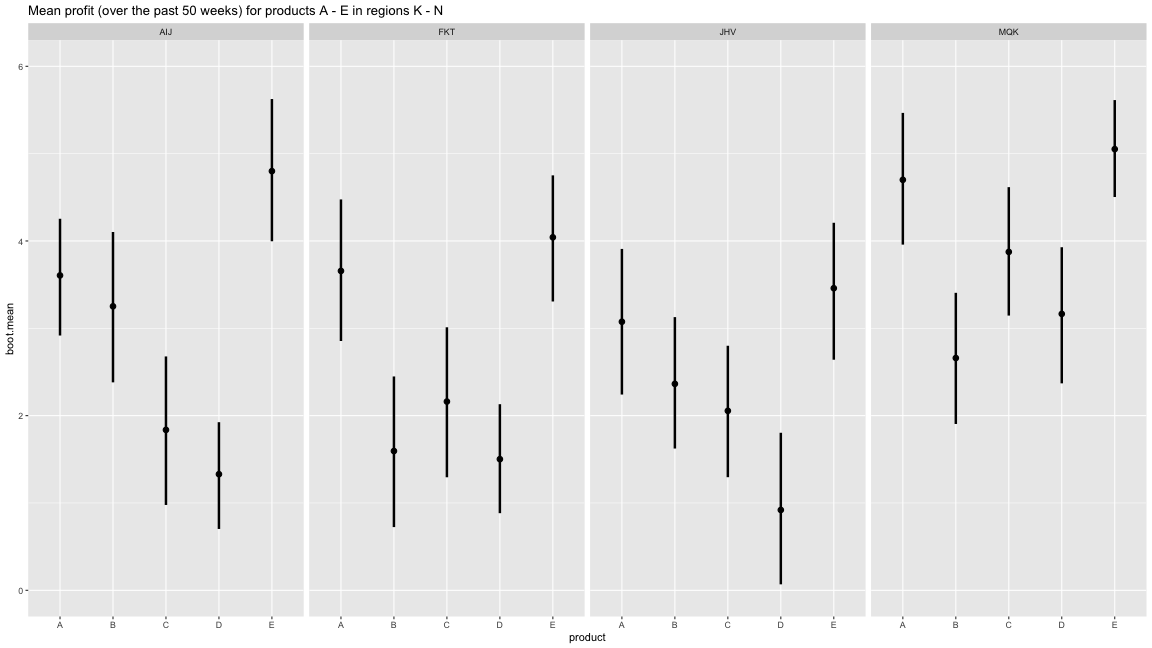 Mean profit (over the past 50 weeks) for products A - E in regions K - N
AIJ FKT JHV MQK
6
4
2
0
boot.mean
A B C D E A B C D E A B C D E A B C D E
product